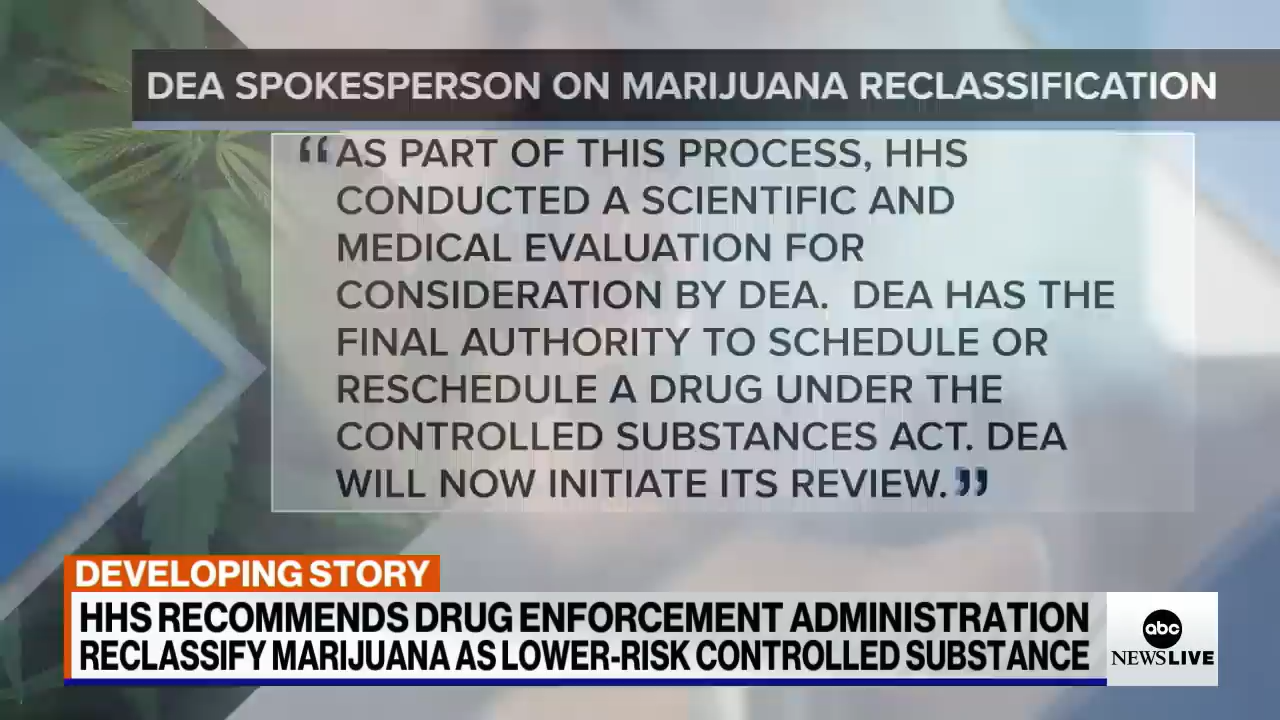 DEA SPOKESPERSON ON MARIJUANA RECLASSIFICATION
“AS PART OF THIS PROCESS, HHS
CONDUCTED A SCIENTIFIC AND
MEDICAL EVALUATION FOR
CONSIDERATION BY DEA. DEA HAS THE
FINAL AUTHORITY TO SCHEDULE OR
RESCHEDULE A DRUG UNDER THE
CONTROLLED SUBSTANCES ACT. DEA
WILL NOW INITIATE ITS REVIEW.”
DEVELOPING STORY
HHS RECOMMENDS DRUG ENFORCEMENT ADMINISTRATION
RECLASSIFY MARIJUANA AS LOWER-RISK CONTROLLED SUBSTANCE
abc
NEWSLIVE